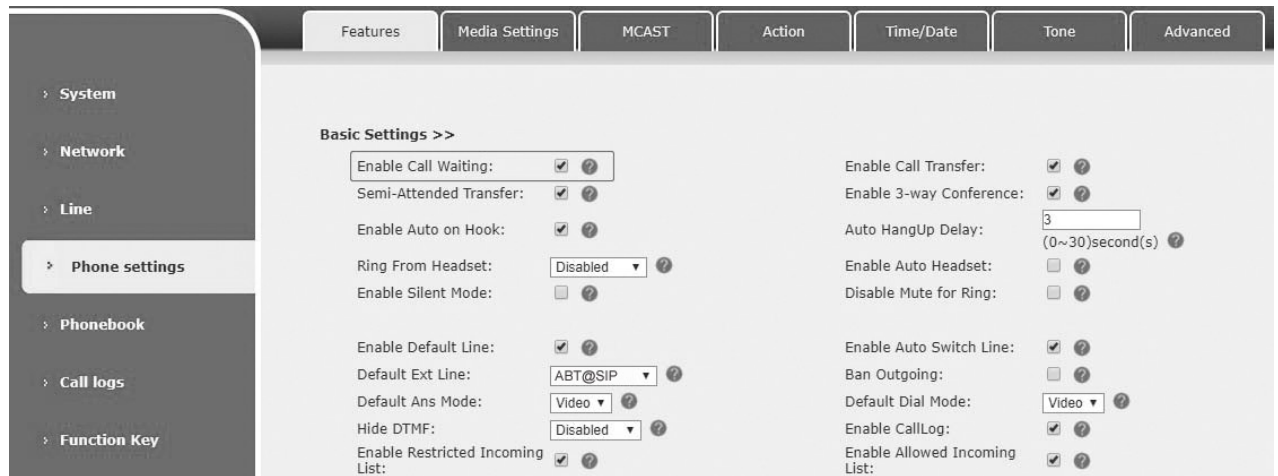 Features Media Settings MCAST Action Time/Date Tone Advanced
› System
› Network
› Line
› Phone settings
› Phonebook
› Call logs
› Function Key
Basic Settings >>
Enable Call Waiting: ? Enable Call Transfer: ?
Semi-Attended Transfer: ? Enable 3-way Conference: ?
Enable Auto on Hook: ? Auto HangUp Delay: 3
(0~30)second(s) ?
Ring From Headset: Disabled ? Enable Auto Headset: ?
Enable Silent Mode: ? Disable Mute for Ring: ?
Enable Default Line: ? Enable Auto Switch Line: ?
Default Ext Line: ABT@SIP ? Ban Outgoing: ?
Default Ans Mode: Video ? Default Dial Mode: Video ?
Hide DTMF: Disabled ? Enable CallLog: ?
Enable Restricted Incoming List: ? Enable Allowed Incoming List: ?